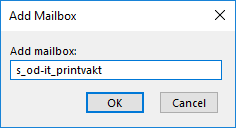 Add Mailbox
Add mailbox:
s_od-it_printvakt
OK Cancel